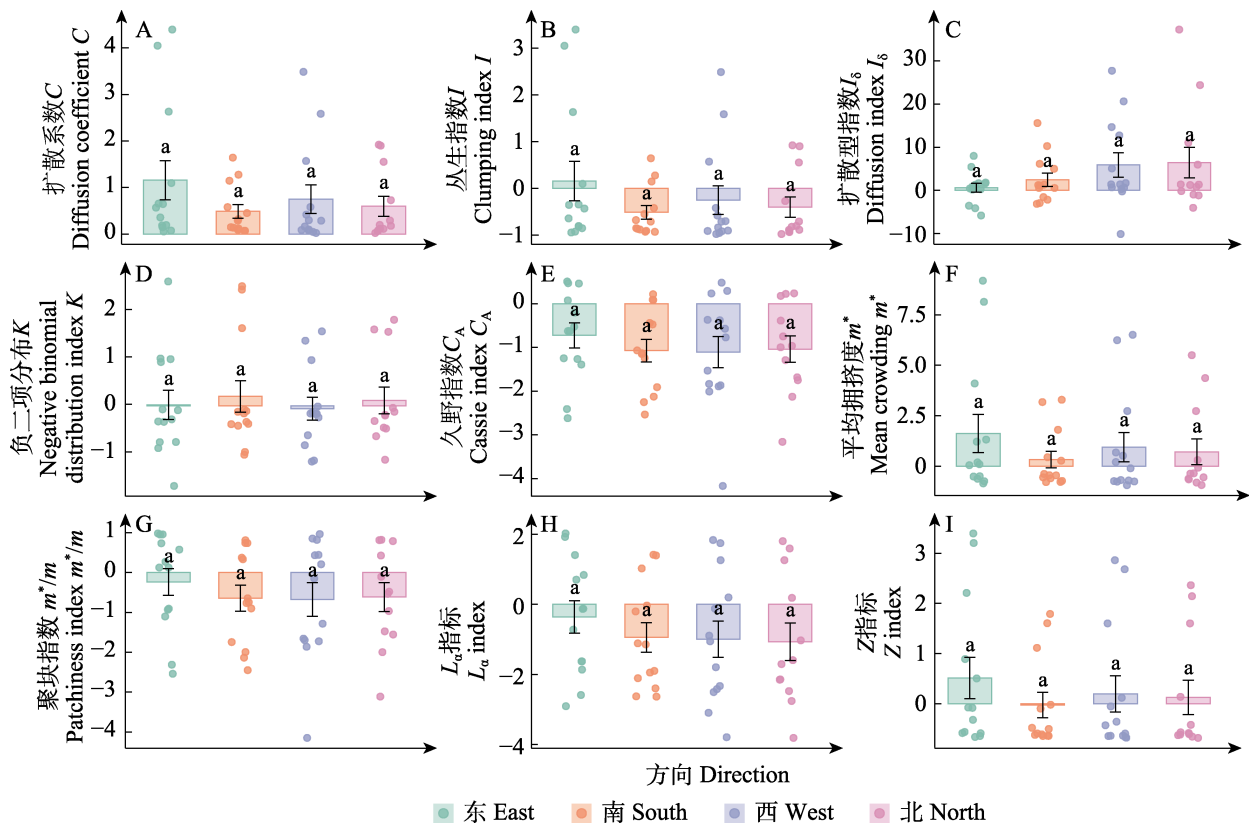 A
扩散系数C
Diffusion coefficient C
4
3
2
1
0
a a a a
B
丛生指数I
Clumping index I
3
2
1
0
−1
a a a a
C
扩散型指数Iδ
Diffusion index Iδ
30
20
10
0
−10
a a a a
D
负二项分布K
Negative binomial
distribution index K
2
1
0
−1
a a a a
E
久野指数CA
Cassie index CA
0
−1
−2
−3
−4
a a a a
F
平均拥挤度m*
Mean crowding m*
7.5
5.0
2.5
0
a a a a
G
聚块指数 m*/m
Patchiness index m*/m
1
0
−1
−2
−3
−4
a a a a
H
Lα指标
Lα index
2
0
−2
−4
a a a a
I
Z指标
Z index
3
2
1
0
a a a a
方向 Direction
东 East 南 South 西 West 北 North